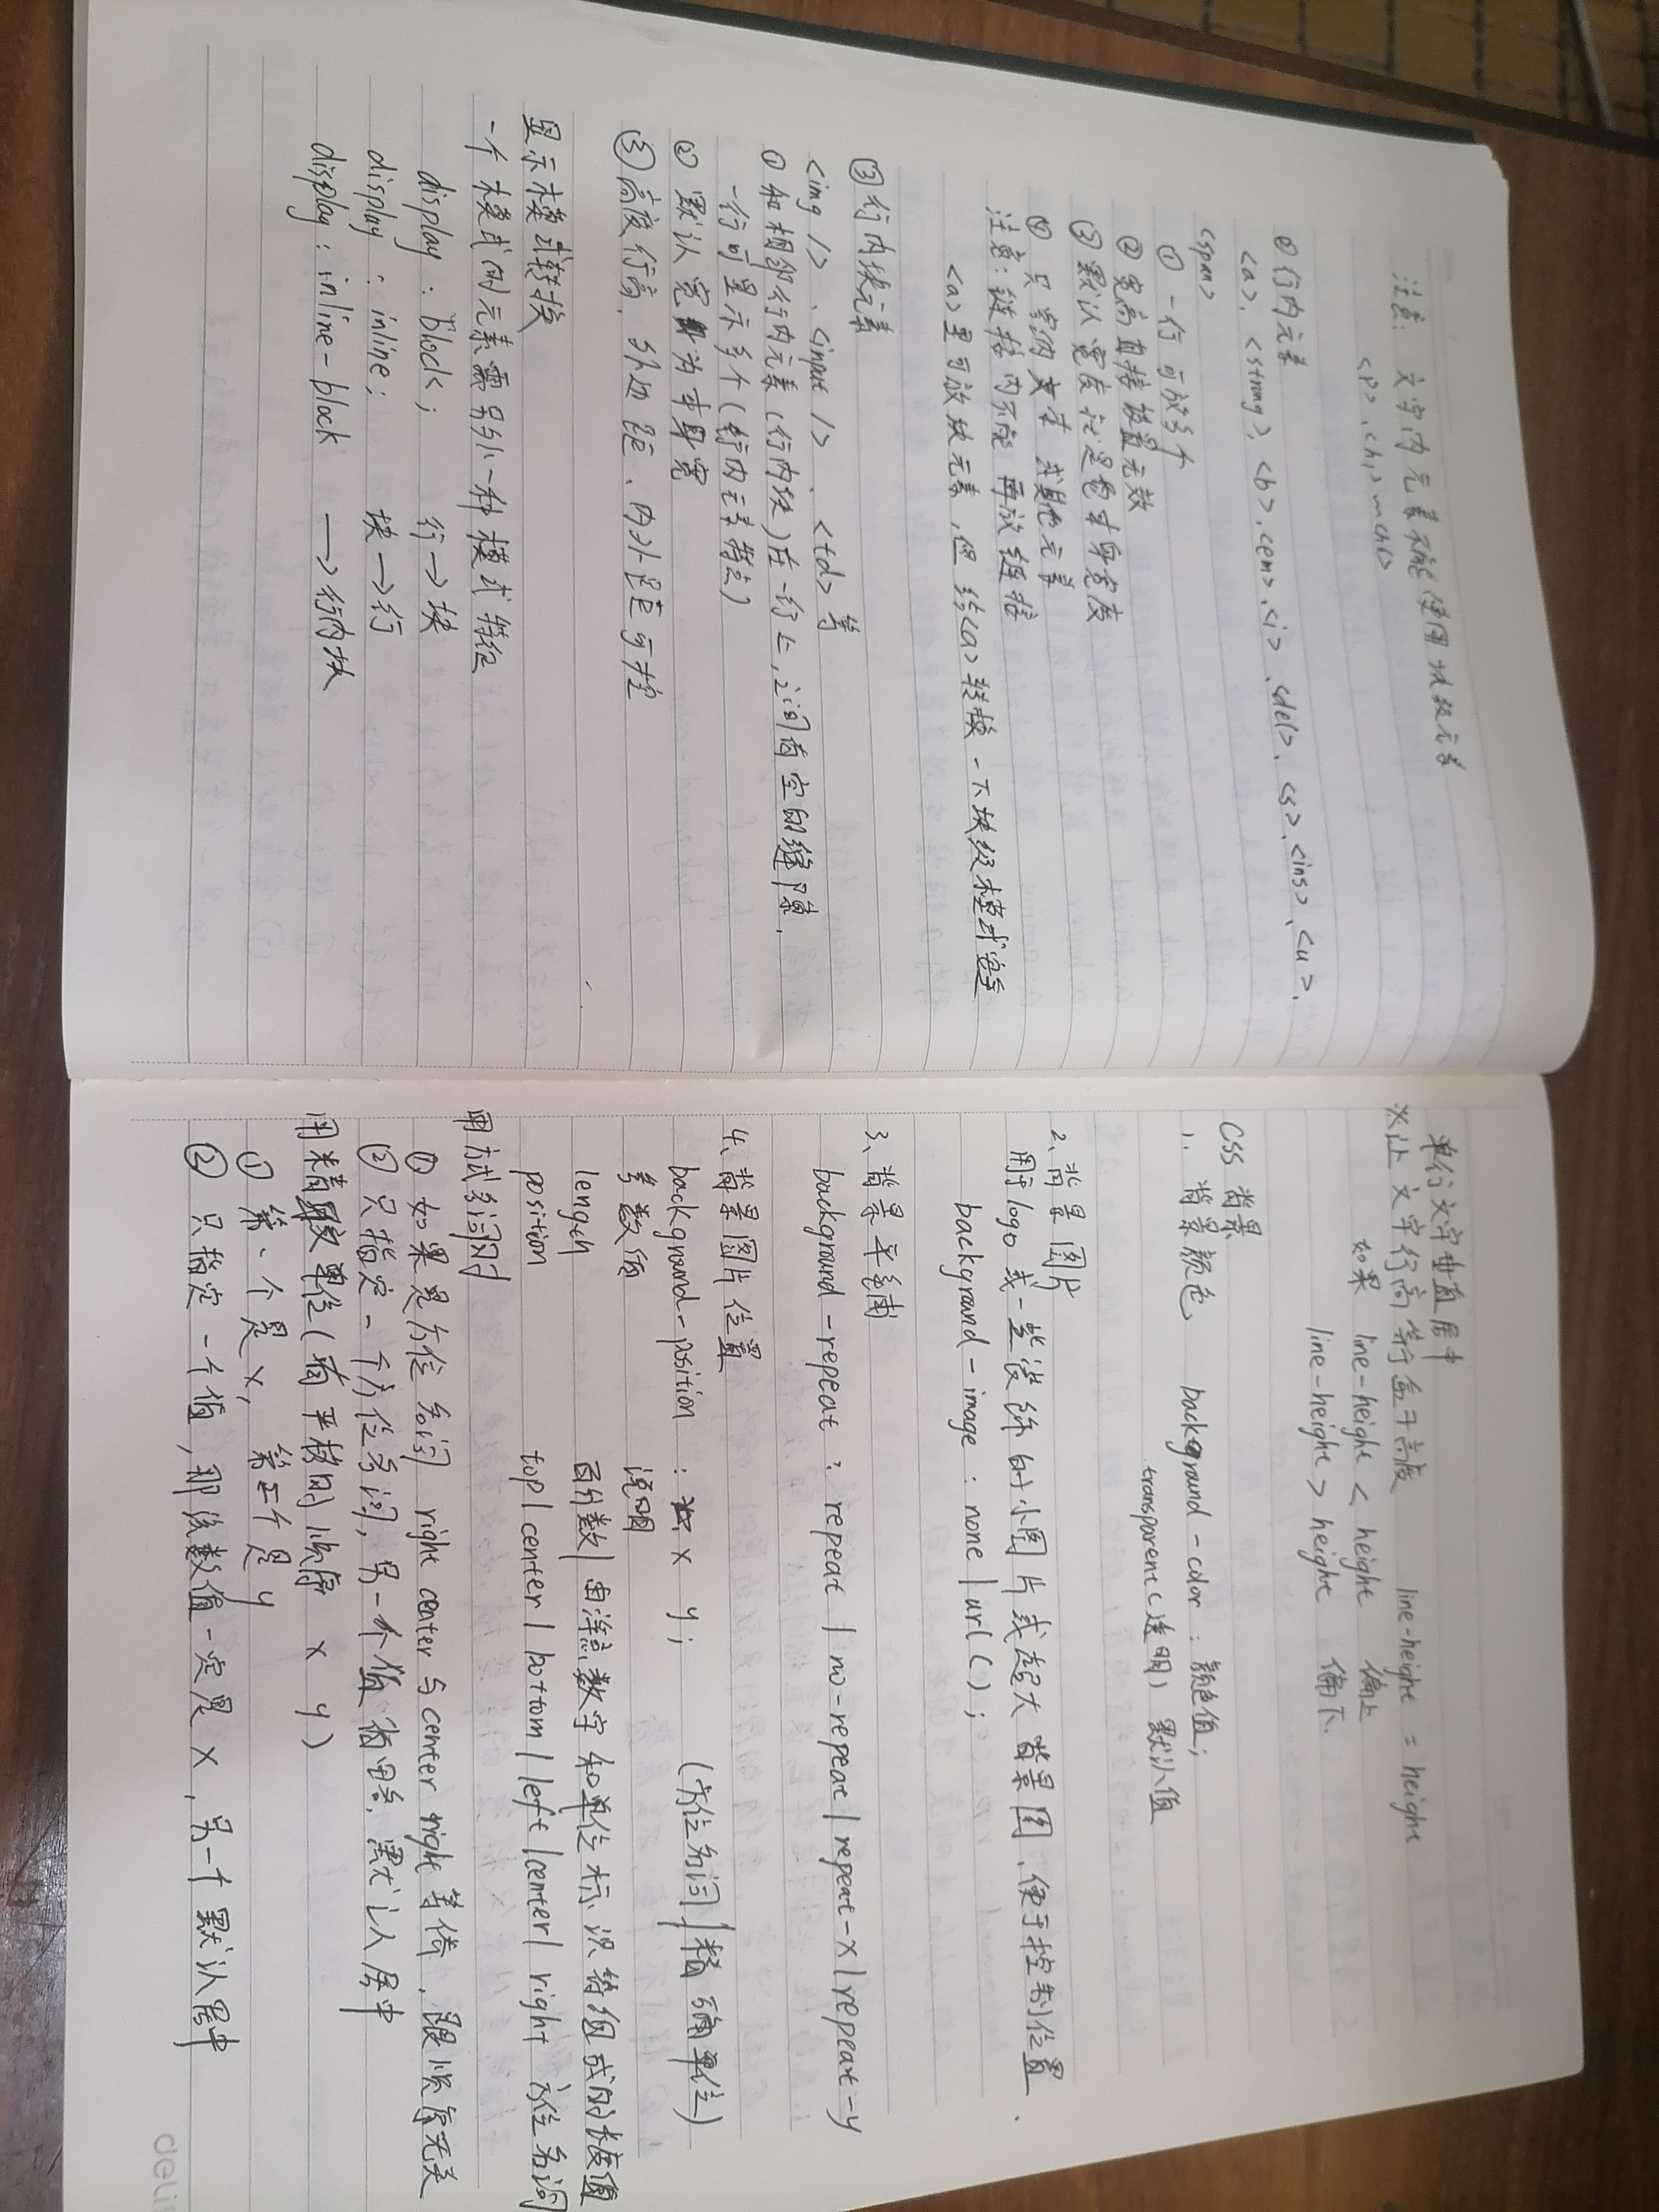 注意: 文字内元素不能使用块级元素
<p>、<h1>~<h6>
②行内元素
<a>、<strong>、<b>、<em>、<i>、<del>、<s>、<ins>、<u>、
<span>
① 一行可放多个
② 宽高直接设置无效
③ 默认宽度就是它本身宽度
④ 只容纳文本或其他元素
注意: 链接内不能再放链接
<a>里可放块元素,但给<a>转换一下块级模式安全
③行内块元素
<img />、<input />、<td>等
① 和相邻行内元素(行内块)在一行上,之间有空白缝隙.
一行可显示多个(行内元素特点)
② 默认宽为本身宽
③ 高度行高、外边距、内外距可控
显示模式转换
一个模式的元素需另外一种模式特征
display : block; 行→块
display : inline; 块→行
display : inline-block →行内块
单行文字垂直居中
※让文字行高等于高度 line-height = height
如果 line-height < height 偏上
line-height > height 偏下.
CSS 背景
1. 背景颜色 background-color : 颜色值;
transparent(透明) 默认值
2、背景图片
用于logo或一些装饰的小图片或超大背景图、便于控制位置.
background-image : none | url( );
3、背景平铺
background-repeat : repeat | no-repeat | repeat-x | repeat-y
4、背景图片位置
background-position : x y; (方位名词|精确单位)
参数值 说明
length 百分数|由浮点数字和单位标识符组成的长度值
position top | center | bottom | left | center | right 方位名词
用方位名词时
① 如果是方位名词 right center 与 center right 等价,跟顺序无关
② 只指定一个方位名词,另一个值省略,默认居中
用精确单位(有严格的顺序 x y)
① 第一个是x, 第二个是y
② 只指定一个值,那该数值一定是x,另一个默认居中
deli